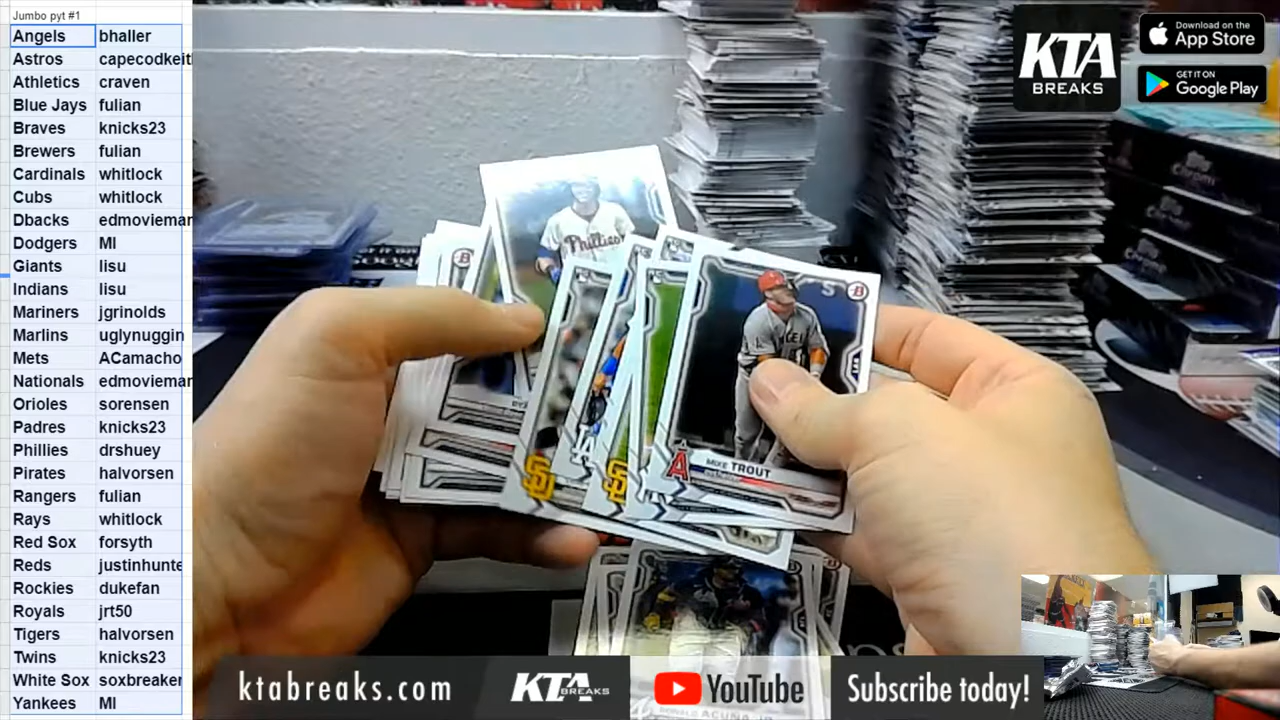 Jumbo pyt #1
Angels bhaller
Astros capecodkeit
Athletics craven
Blue Jays fulian
Braves knicks23
Brewers fulian
Cardinals whitlock
Cubs whitlock
Dbacks edmovieman
Dodgers MI
Giants lisu
Indians lisu
Mariners jgrinolds
Marlins uglynuggin
Mets ACamacho
Nationals edmovieman
Orioles sorensen
Padres knicks23
Phillies drshuey
Pirates halvorsen
Rangers fulian
Rays whitlock
Red Sox forsyth
Reds justinhunte
Rockies dukefan
Royals jrt50
Tigers halvorsen
Twins knicks23
White Sox soxbreaker
Yankees MI
KTA
BREAKS
Download on the
App Store
GET IT ON
Google Play
Phillies
MIKE TROUT
ktabreaks.com
KTA BREAKS
YouTube
Subscribe today!
ACUNA JR